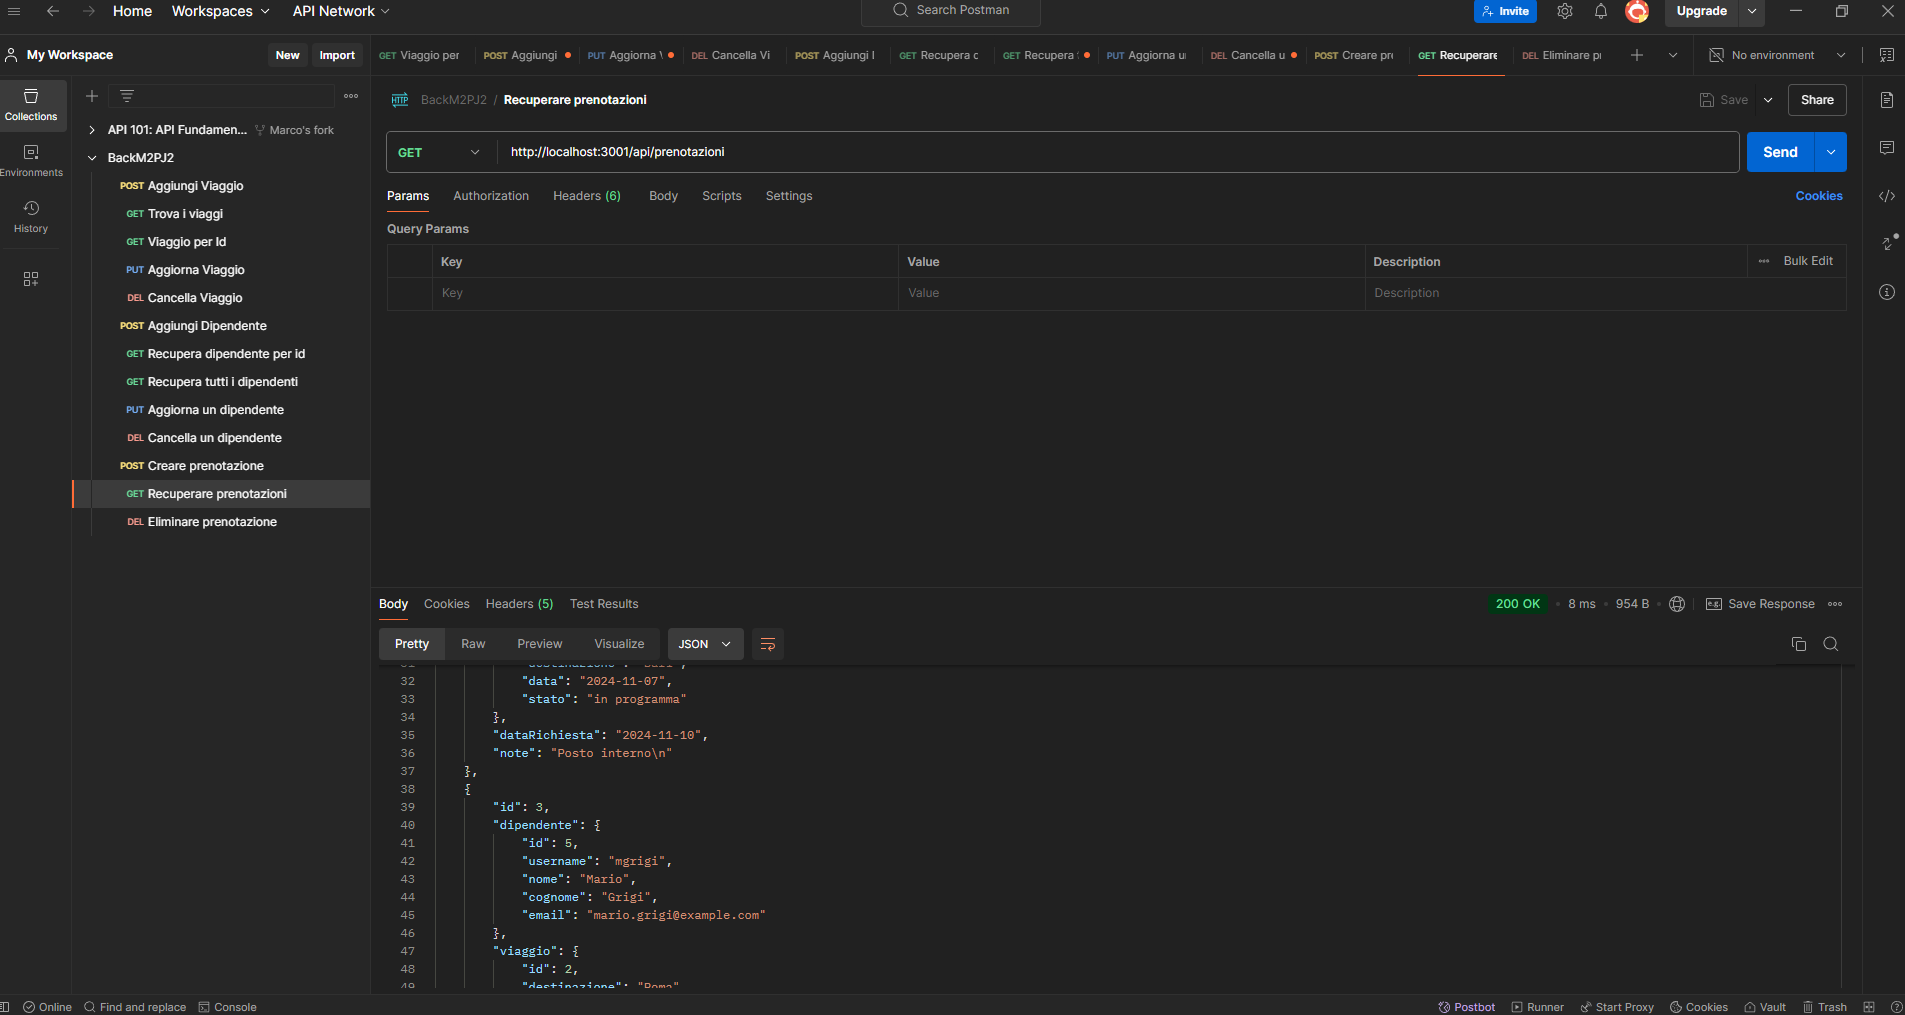 Home Workspaces API Network Search Postman Invite Upgrade
My Workspace New Import
GET Viaggio per POST Aggiungi PUT Aggiorna DEL Cancella Vi POST Aggiungi GET Recupera GET Recupera PUT Aggiorna DEL Cancella u POST Creare GET Recuperare DEL Eliminare No environment
Collections
Environments
History
API 101: API Fundamen... Marco's fork
BackM2PJ2
POST Aggiungi Viaggio
GET Trova i viaggi
GET Viaggio per Id
PUT Aggiorna Viaggio
DEL Cancella Viaggio
POST Aggiungi Dipendente
GET Recupera dipendente per id
GET Recupera tutti i dipendenti
PUT Aggiorna un dipendente
DEL Cancella un dipendente
POST Creare prenotazione
GET Recuperare prenotazioni
DEL Eliminare prenotazione
HTTP BackM2PJ2 / Recuperare prenotazioni Save Share
GET http://localhost:3001/api/prenotazioni Send
Params Authorization Headers (6) Body Scripts Settings Cookies
Query Params
Key Value Description Bulk Edit
Key Value Description
Body Cookies Headers (5) Test Results 200 OK • 8 ms • 954 B • e.g. Save Response
Pretty Raw Preview Visualize JSON
32 "data": "2024-11-07",
33 "stato": "in programma"
34 },
35 "dataRichiesta": "2024-11-10",
36 "note": "Posto interno\n"
37 },
38 {
39 "id": 3,
40 "dipendente": {
41 "id": 5,
42 "username": "mgrigi",
43 "nome": "Mario",
44 "cognome": "Grigi",
45 "email": "mario.grigi@example.com"
46 },
47 "viaggio": {
48 "id": 2,
49 "destinazione": "Roma"
Online Find and replace Console Postbot Runner Start Proxy Cookies Vault Trash